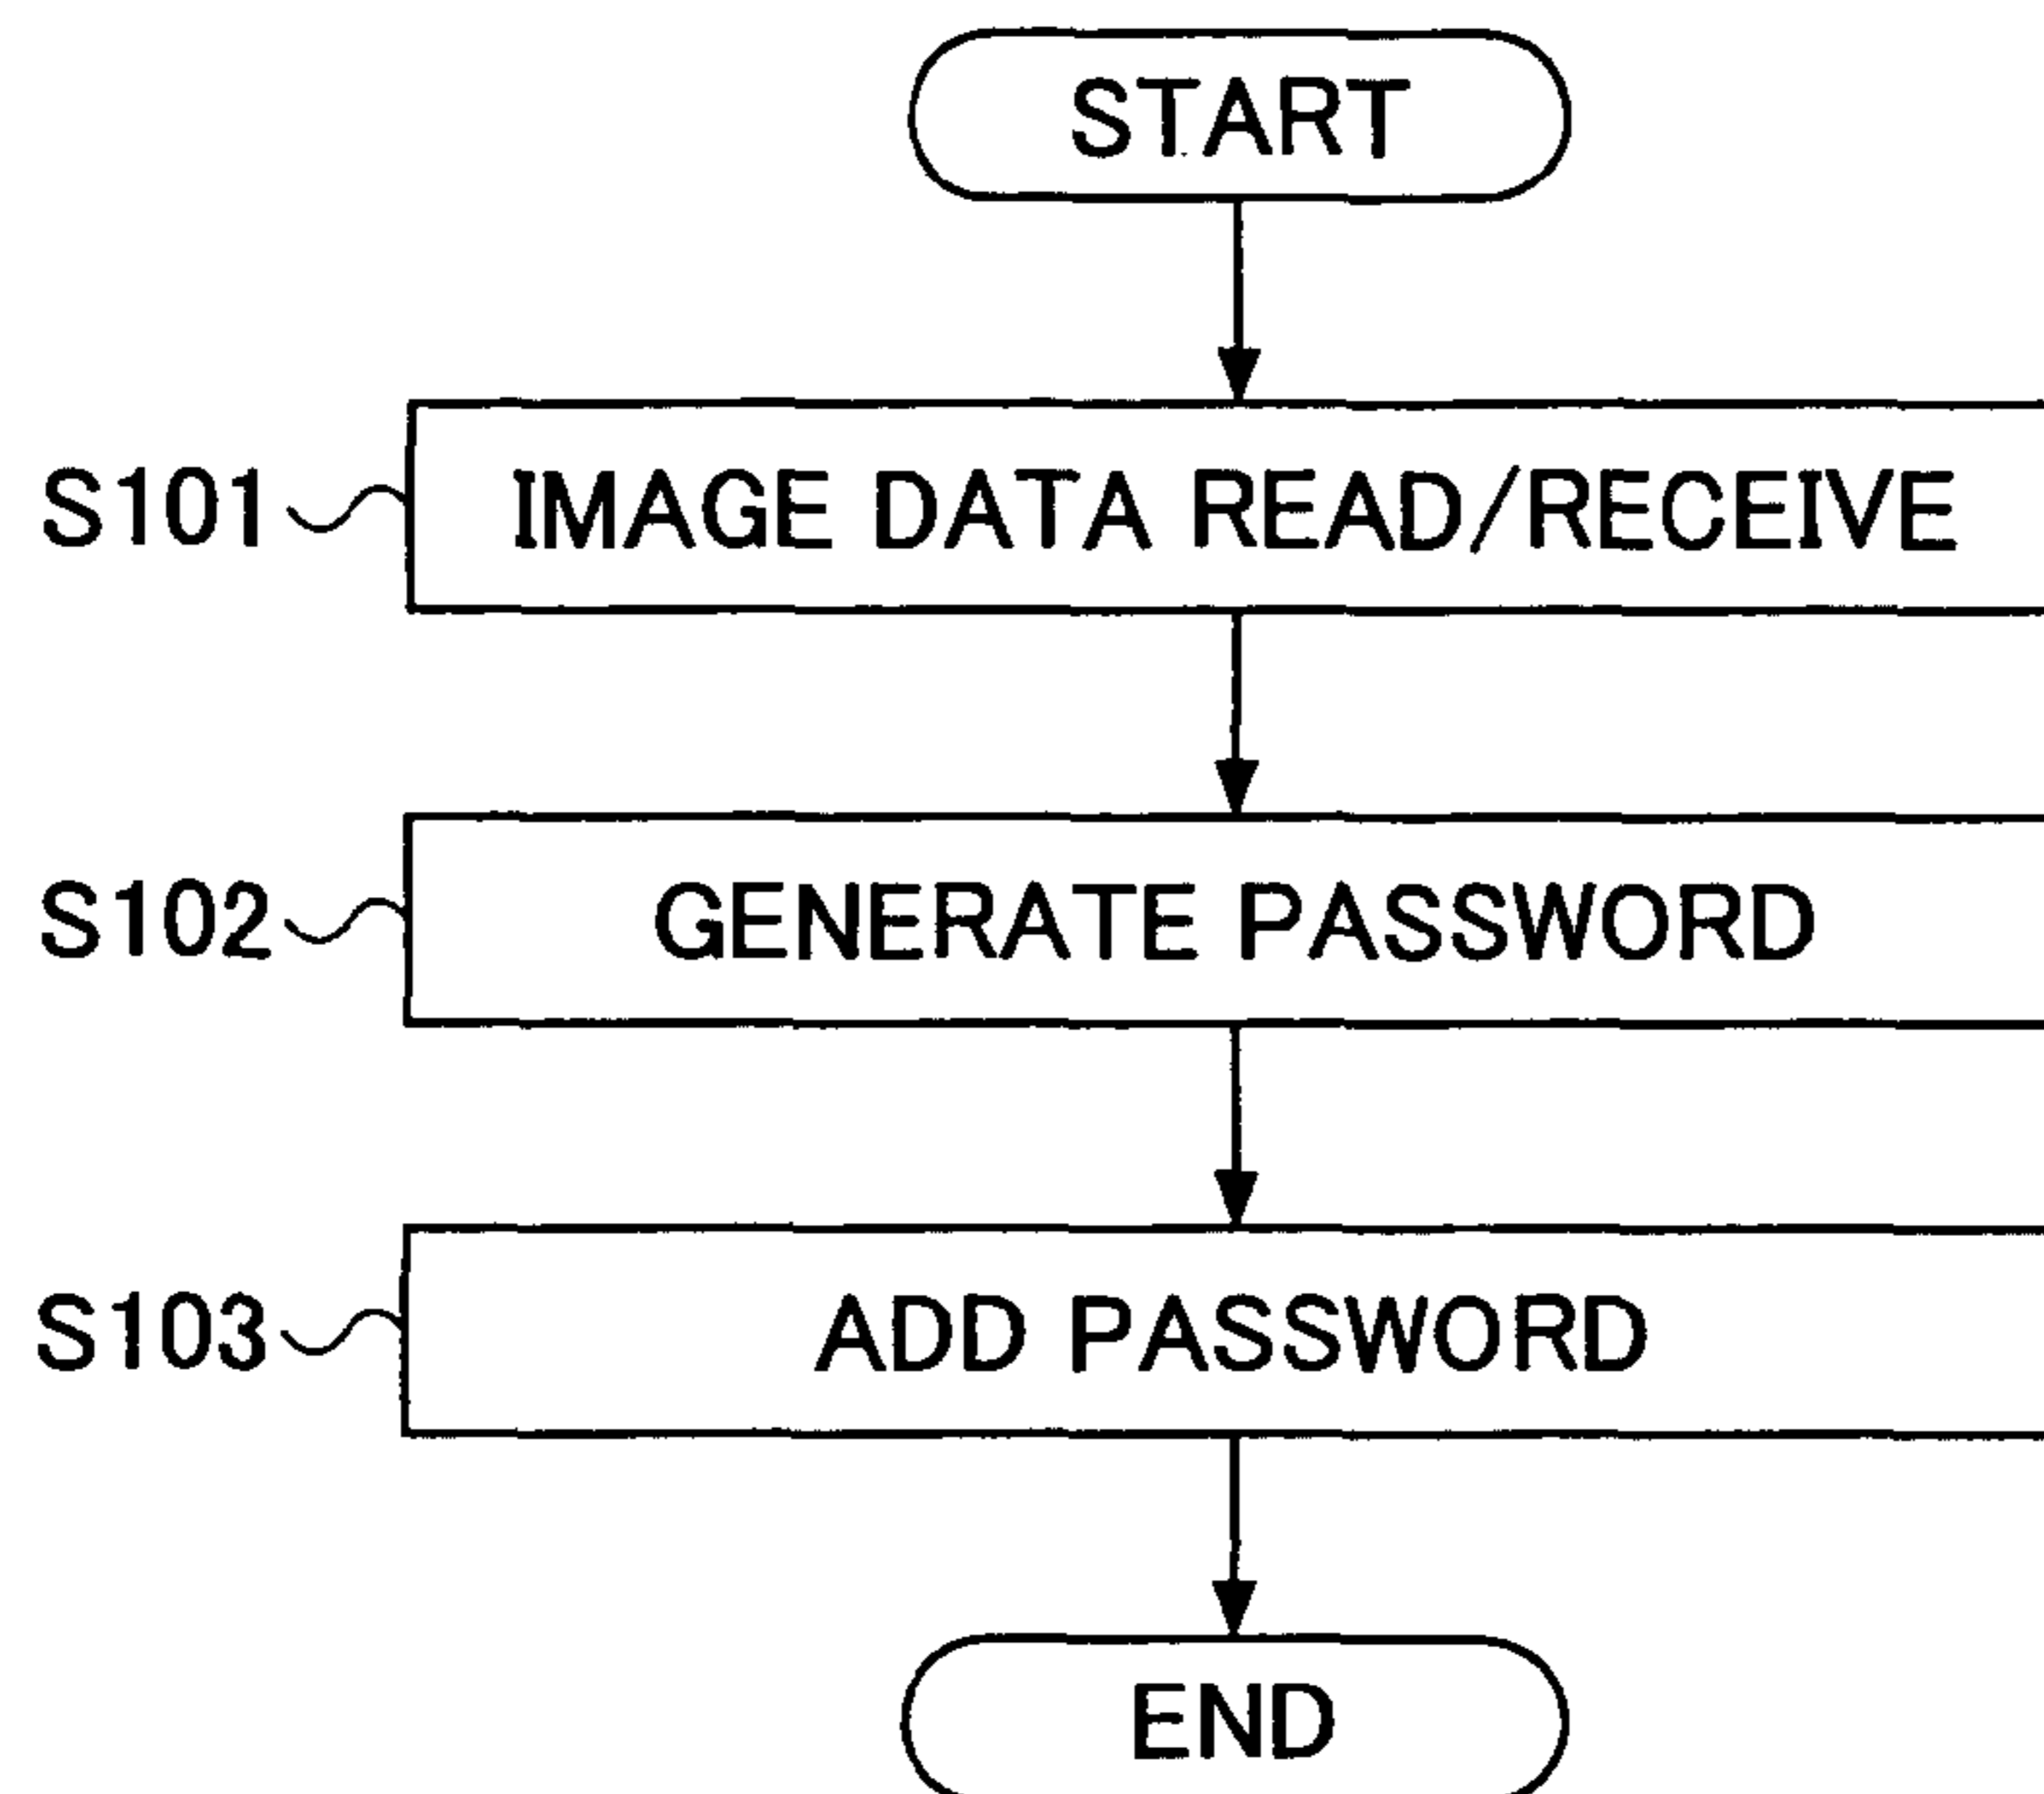 START
S101 IMAGE DATA READ/RECEIVE
S102 GENERATE PASSWORD
S103 ADD PASSWORD
END